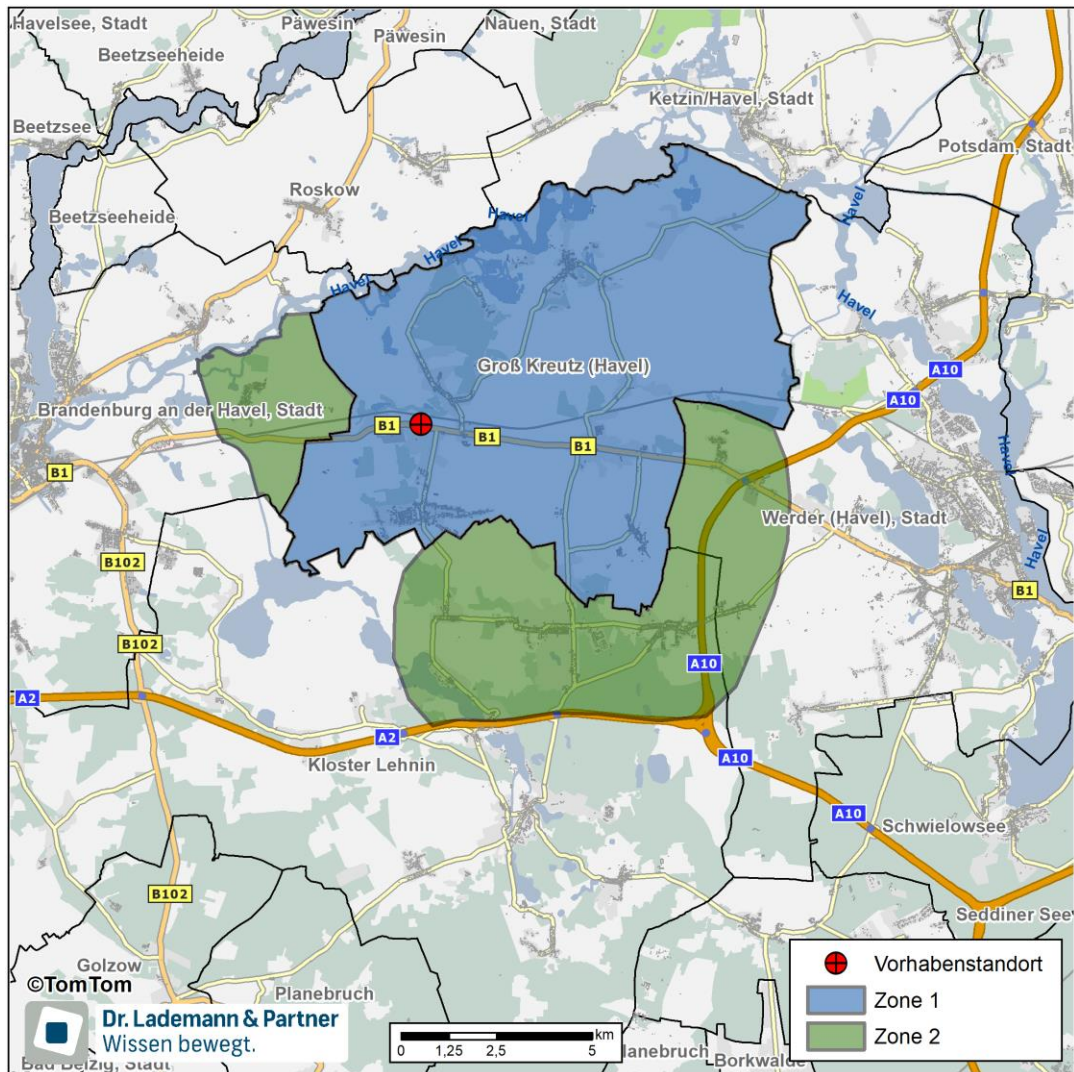 Havelsee, Stadt
Päwesin
Nauen, Stadt
Beetzseeheide
Päwesin
Ketzin/Havel, Stadt
Beetzsee
Potsdam, Stadt
Roskow
Beetzseeheide
Havel
Havel
Havel
Havel
Havel
Groß Kreutz (Havel)
A10
A10
Brandenburg an der Havel, Stadt
B1
B1
B1
B1
Havel
Werder (Havel), Stadt
Havel
B102
B1
B102
A10
A2
A2
Kloster Lehnin
A10
A10
Schwielowsee
B102
Seddiner See
Golzow
©TomTom
Planebruch
Dr. Lademann & Partner
Wissen bewegt.
Bad Belzig, Stadt
km
0 1,25 2,5 5
Planebruch
Borkwalde
Vorhabenstandort
Zone 1
Zone 2